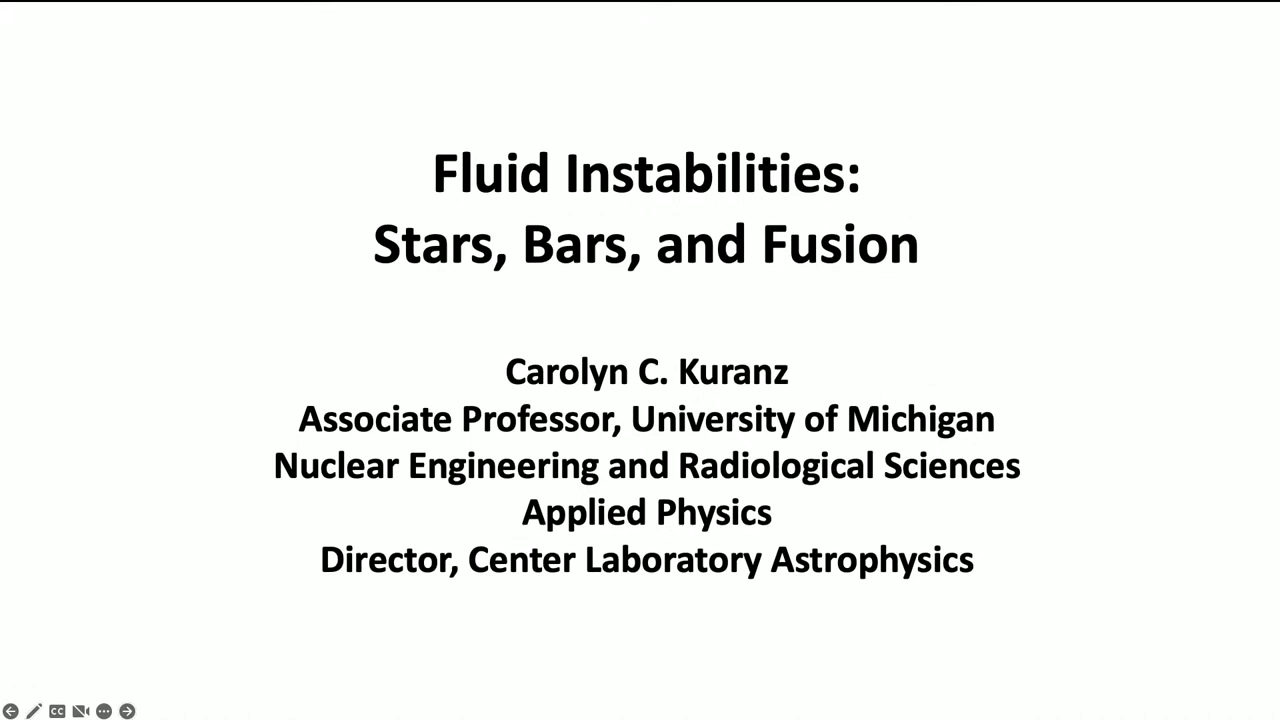 Fluid Instabilities:
Stars, Bars, and Fusion
Carolyn C. Kuranz
Associate Professor, University of Michigan
Nuclear Engineering and Radiological Sciences
Applied Physics
Director, Center Laboratory Astrophysics
CC